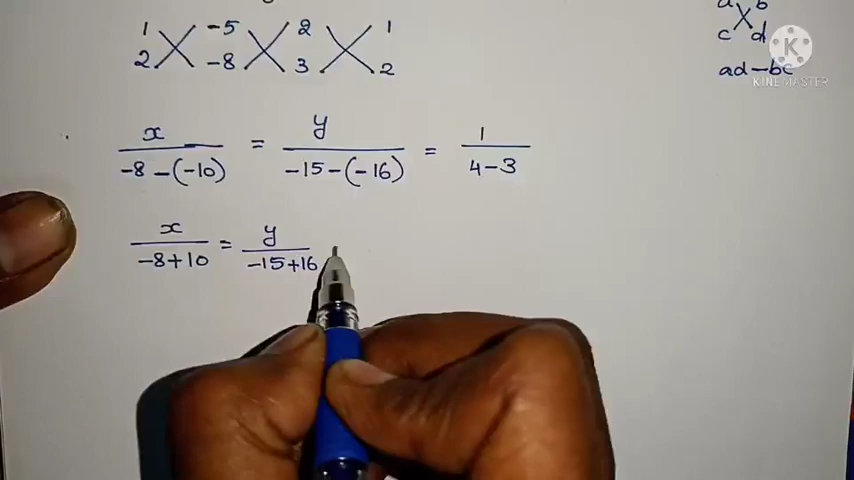 a b
c d
ad-bc
K
KINEMASTER
1 -5 2 1
2 -8 3 2
x/-8-(-10) = y/-15-(-16) = 1/4-3
x/-8+10 = y/-15+16